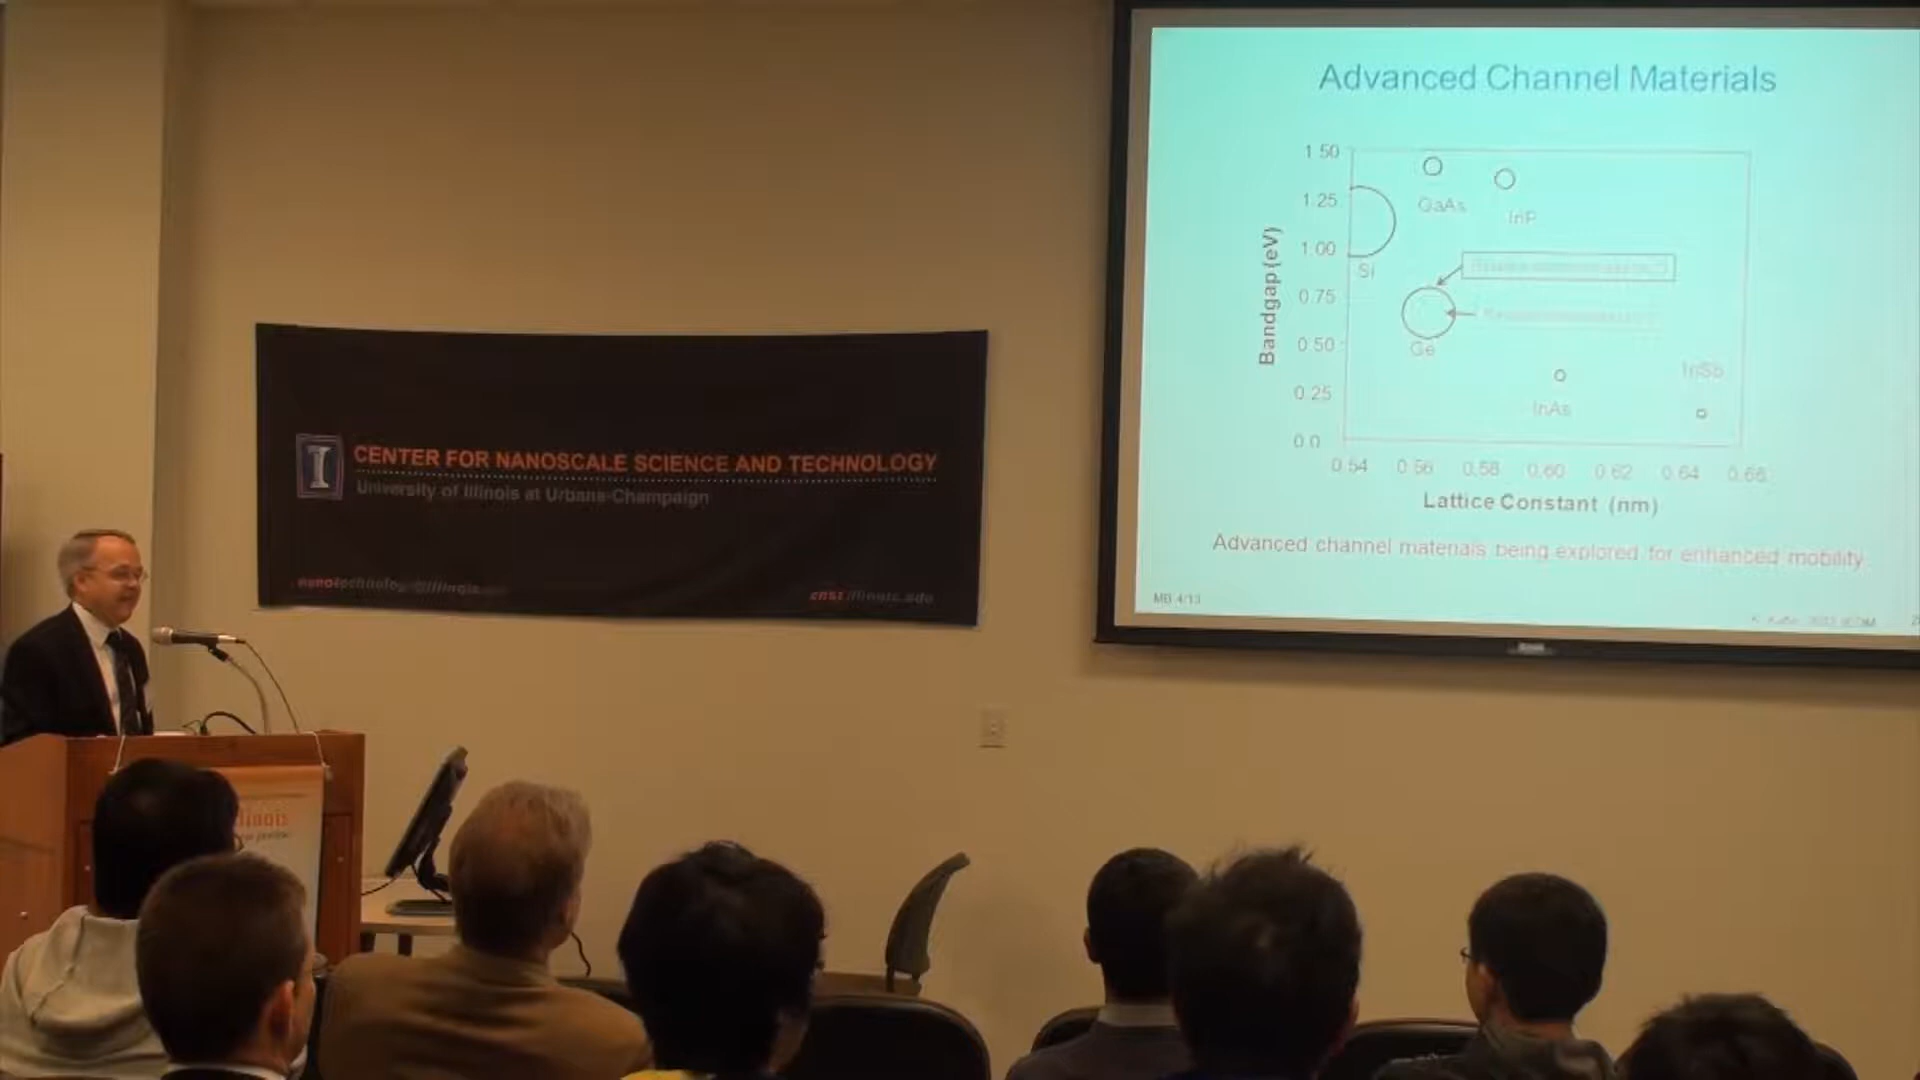 Advanced Channel Materials
1.50
GaAs
InP
1.25
1.00
Si
0.75
Bandgap (eV)
0.50
Ge
InSb
0.25
InAs
0.0
0.54 0.56 0.58 0.60 0.62 0.64 0.66
Lattice Constant (nm)
Advanced channel materials being explored for enhanced mobility
MB 4/13
I
CENTER FOR NANOSCALE SCIENCE AND TECHNOLOGY
University of Illinois at Urbana-Champaign
nanotechnology@illinois
cnst.illinois.edu